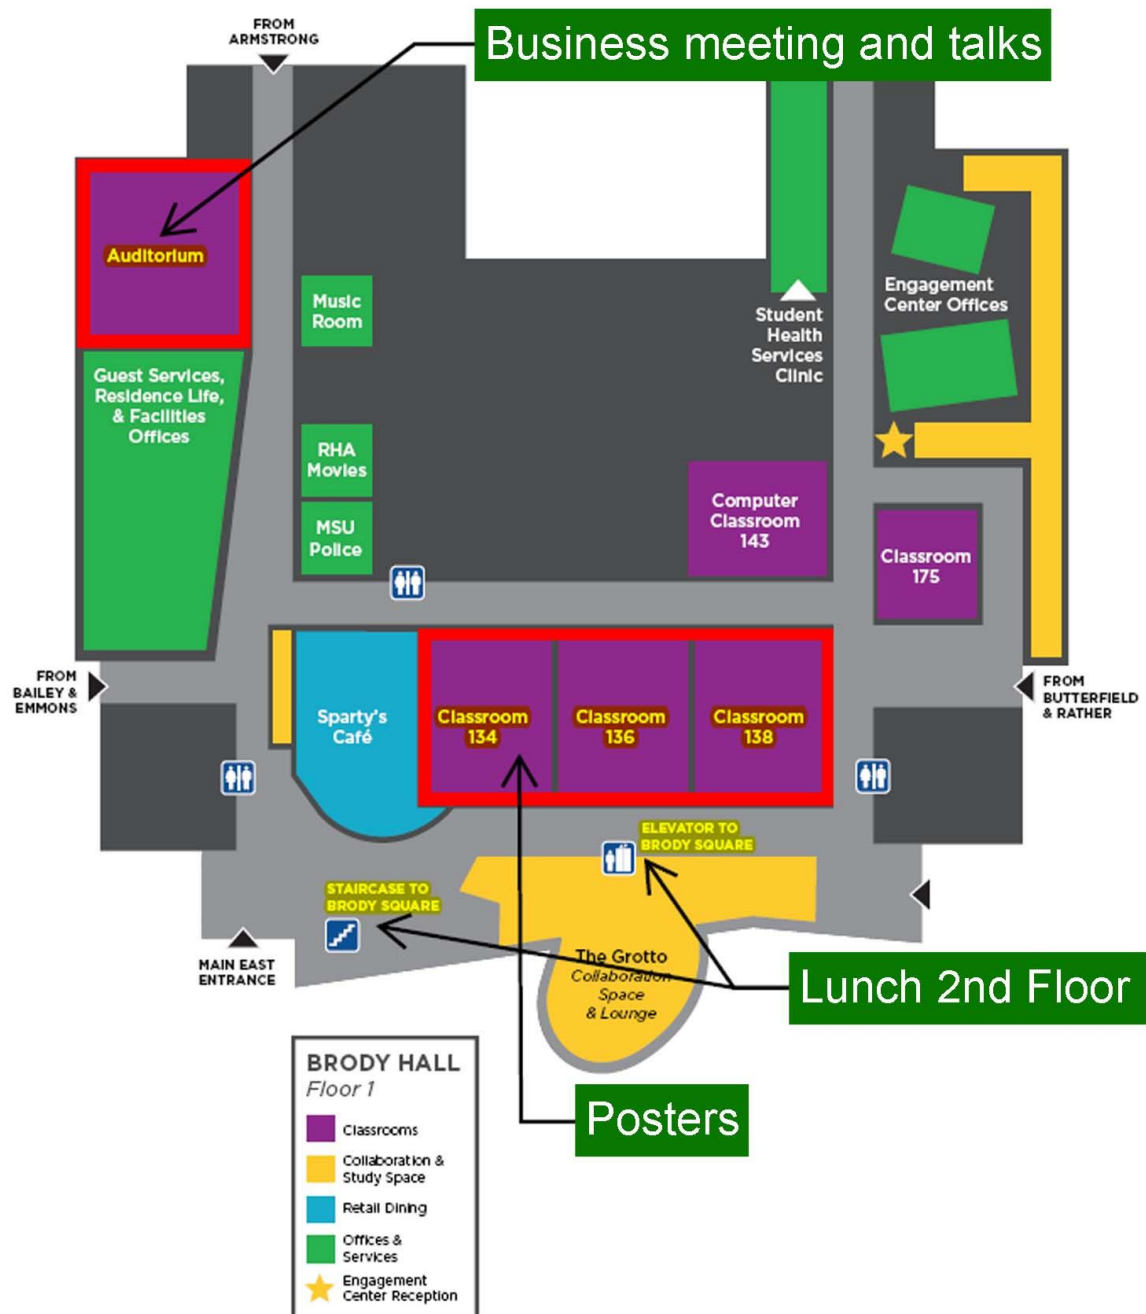 FROM
ARMSTRONG
Business meeting and talks
Auditorium
Music
Room
Student
Health
Services
Clinic
Engagement
Center Offices
Guest Services,
Residence Life,
& Facilities
Offices
RHA
Movies
MSU
Police
Computer
Classroom
143
Classroom
175
FROM
BAILEY &
EMMONS
Sparty's
Café
Classroom
134
Classroom
136
Classroom
138
FROM
BUTTERFIELD
& RATHER
ELEVATOR TO
BRODY SQUARE
STAIRCASE TO
BRODY SQUARE
MAIN EAST
ENTRANCE
The Grotto
Collaboration
Space
& Lounge
Lunch 2nd Floor
Posters
BRODY HALL
Floor 1
Classrooms
Collaboration &
Study Space
Retail Dining
Offices &
Services
Engagement
Center Reception